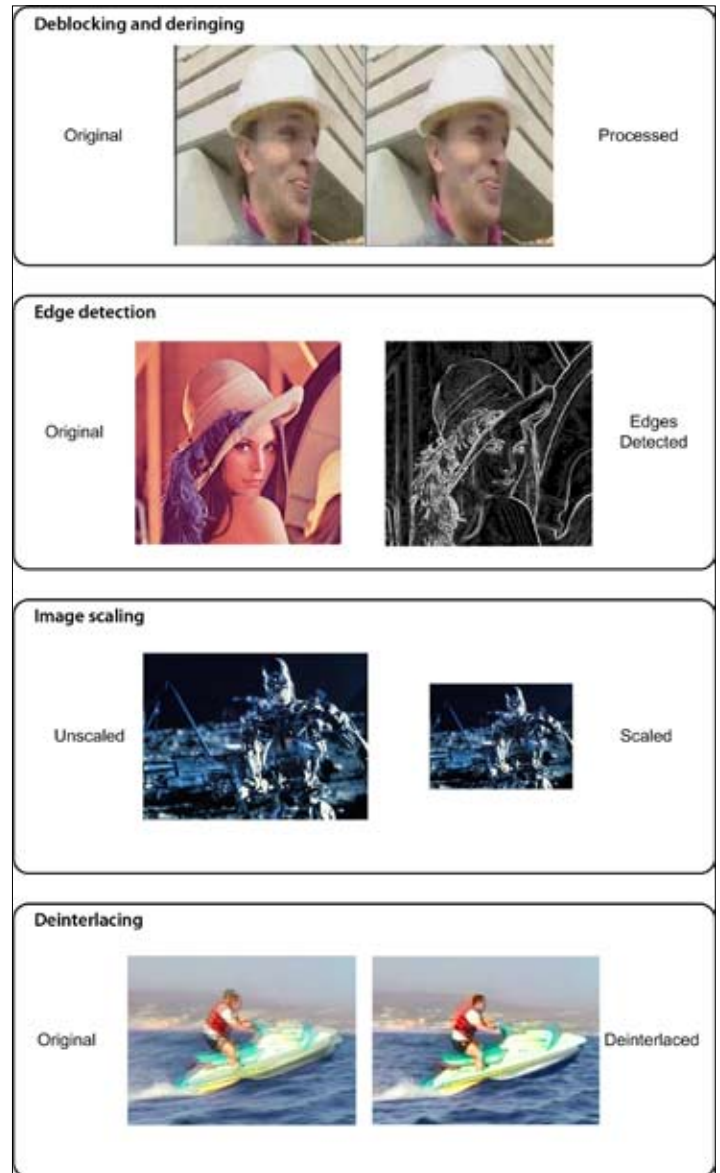 Deblocking and deringing
Original
Processed
Edge detection
Original
Edges
Detected
Image scaling
Unscaled
Scaled
Deinterlacing
Original
Deinterlaced